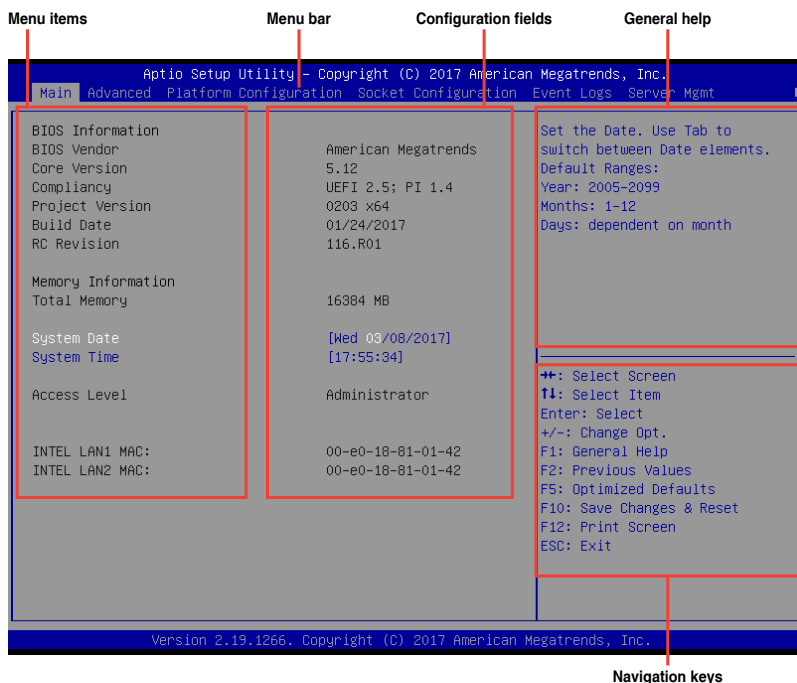 Menu items Menu bar Configuration fields General help
Aptio Setup Utility – Copyright (C) 2017 American Megatrends, Inc.
Main Advanced Platform Configuration Socket Configuration Event Logs Server Mgmt
BIOS Information
BIOS Vendor American Megatrends
Core Version 5.12
Compliancy UEFI 2.5; PI 1.4
Project Version 0203 x64
Build Date 01/24/2017
RC Revision 116.R01
Memory Information
Total Memory 16384 MB
System Date [Wed 03/08/2017]
System Time [17:55:34]
Access Level Administrator
INTEL LAN1 MAC: 00-e0-18-81-01-42
INTEL LAN2 MAC: 00-e0-18-81-01-42
Set the Date. Use Tab to
switch between Date elements.
Default Ranges:
Year: 2005-2099
Months: 1-12
Days: dependent on month
→←: Select Screen
↑↓: Select Item
Enter: Select
+/-: Change Opt.
F1: General Help
F2: Previous Values
F5: Optimized Defaults
F10: Save Changes & Reset
F12: Print Screen
ESC: Exit
Version 2.19.1266. Copyright (C) 2017 American Megatrends, Inc.
Navigation keys